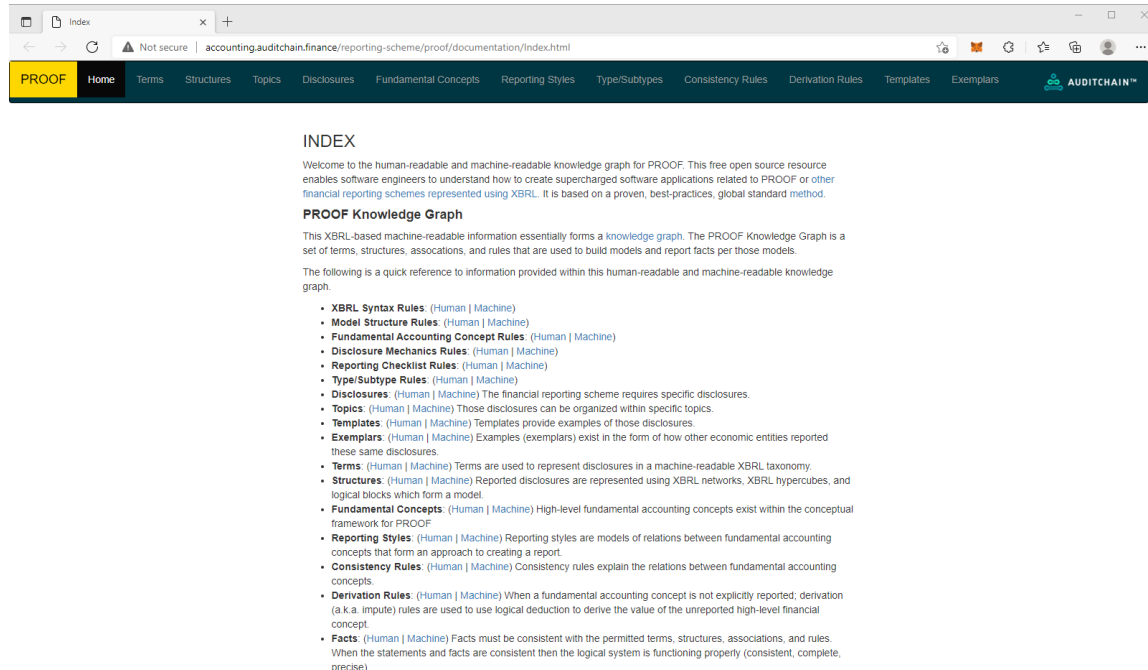 Index
Not secure | accounting.auditchain.finance/reporting-scheme/proof/documentation/Index.html
PROOF Home Terms Structures Topics Disclosures Fundamental Concepts Reporting Styles Type/Subtypes Consistency Rules Derivation Rules Templates Exemplars AUDITCHAIN™
INDEX
Welcome to the human-readable and machine-readable knowledge graph for PROOF. This free open source resource
enables software engineers to understand how to create supercharged software applications related to PROOF or other
financial reporting schemes represented using XBRL. It is based on a proven, best-practices, global standard method.
PROOF Knowledge Graph
This XBRL-based machine-readable information essentially forms a knowledge graph. The PROOF Knowledge Graph is a
set of terms, structures, assocations, and rules that are used to build models and report facts per those models.
The following is a quick reference to information provided within this human-readable and machine-readable knowledge
graph.
• XBRL Syntax Rules: (Human | Machine)
• Model Structure Rules: (Human | Machine)
• Fundamental Accounting Concept Rules: (Human | Machine)
• Disclosure Mechanics Rules: (Human | Machine)
• Reporting Checklist Rules: (Human | Machine)
• Type/Subtype Rules: (Human | Machine)
• Disclosures: (Human | Machine) The financial reporting scheme requires specific disclosures.
• Topics: (Human | Machine) Those disclosures can be organized within specific topics.
• Templates: (Human | Machine) Templates provide examples of those disclosures.
• Exemplars: (Human | Machine) Examples (exemplars) exist in the form of how other economic entities reported
these same disclosures.
• Terms: (Human | Machine) Terms are used to represent disclosures in a machine-readable XBRL taxonomy.
• Structures: (Human | Machine) Reported disclosures are represented using XBRL networks, XBRL hypercubes, and
logical blocks which form a model.
• Fundamental Concepts: (Human | Machine) High-level fundamental accounting concepts exist within the conceptual
framework for PROOF
• Reporting Styles: (Human | Machine) Reporting styles are models of relations between fundamental accounting
concepts that form an approach to creating a report.
• Consistency Rules: (Human | Machine) Consistency rules explain the relations between fundamental accounting
concepts.
• Derivation Rules: (Human | Machine) When a fundamental accounting concept is not explicitly reported; derivation
(a.k.a. impute) rules are used to use logical deduction to derive the value of the unreported high-level financial
concept.
• Facts: (Human | Machine) Facts must be consistent with the permitted terms, structures, associations, and rules.
When the statements and facts are consistent then the logical system is functioning properly (consistent, complete,
precise)